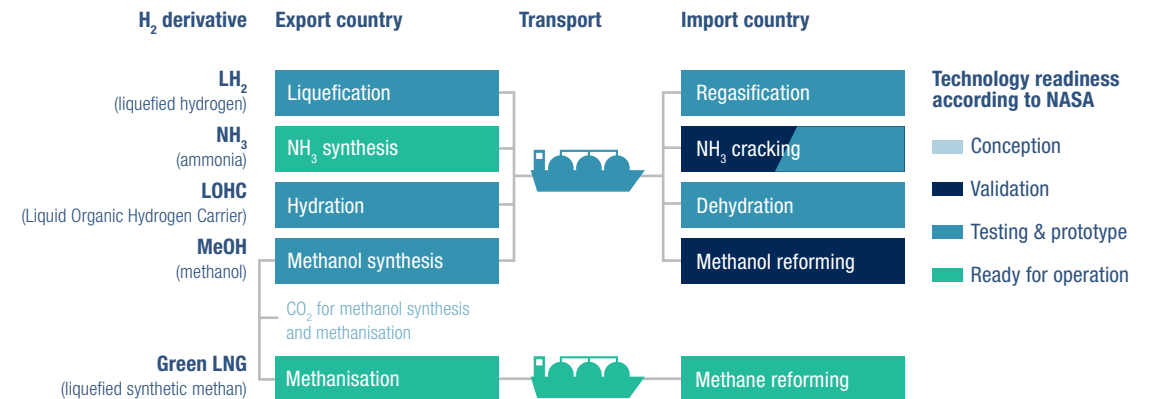 H₂ derivative
Export country
Transport
Import country
LH₂
(liquefied hydrogen)
Liquefication
Regasification
NH₃
(ammonia)
NH₃ synthesis
NH₃ cracking
LOHC
(Liquid Organic Hydrogen Carrier)
Hydration
Dehydration
MeOH
(methanol)
Methanol synthesis
Methanol reforming
CO₂ for methanol synthesis
and methanisation
Green LNG
(liquefied synthetic methan)
Methanisation
Methane reforming
Technology readiness
according to NASA
Conception
Validation
Testing & prototype
Ready for operation